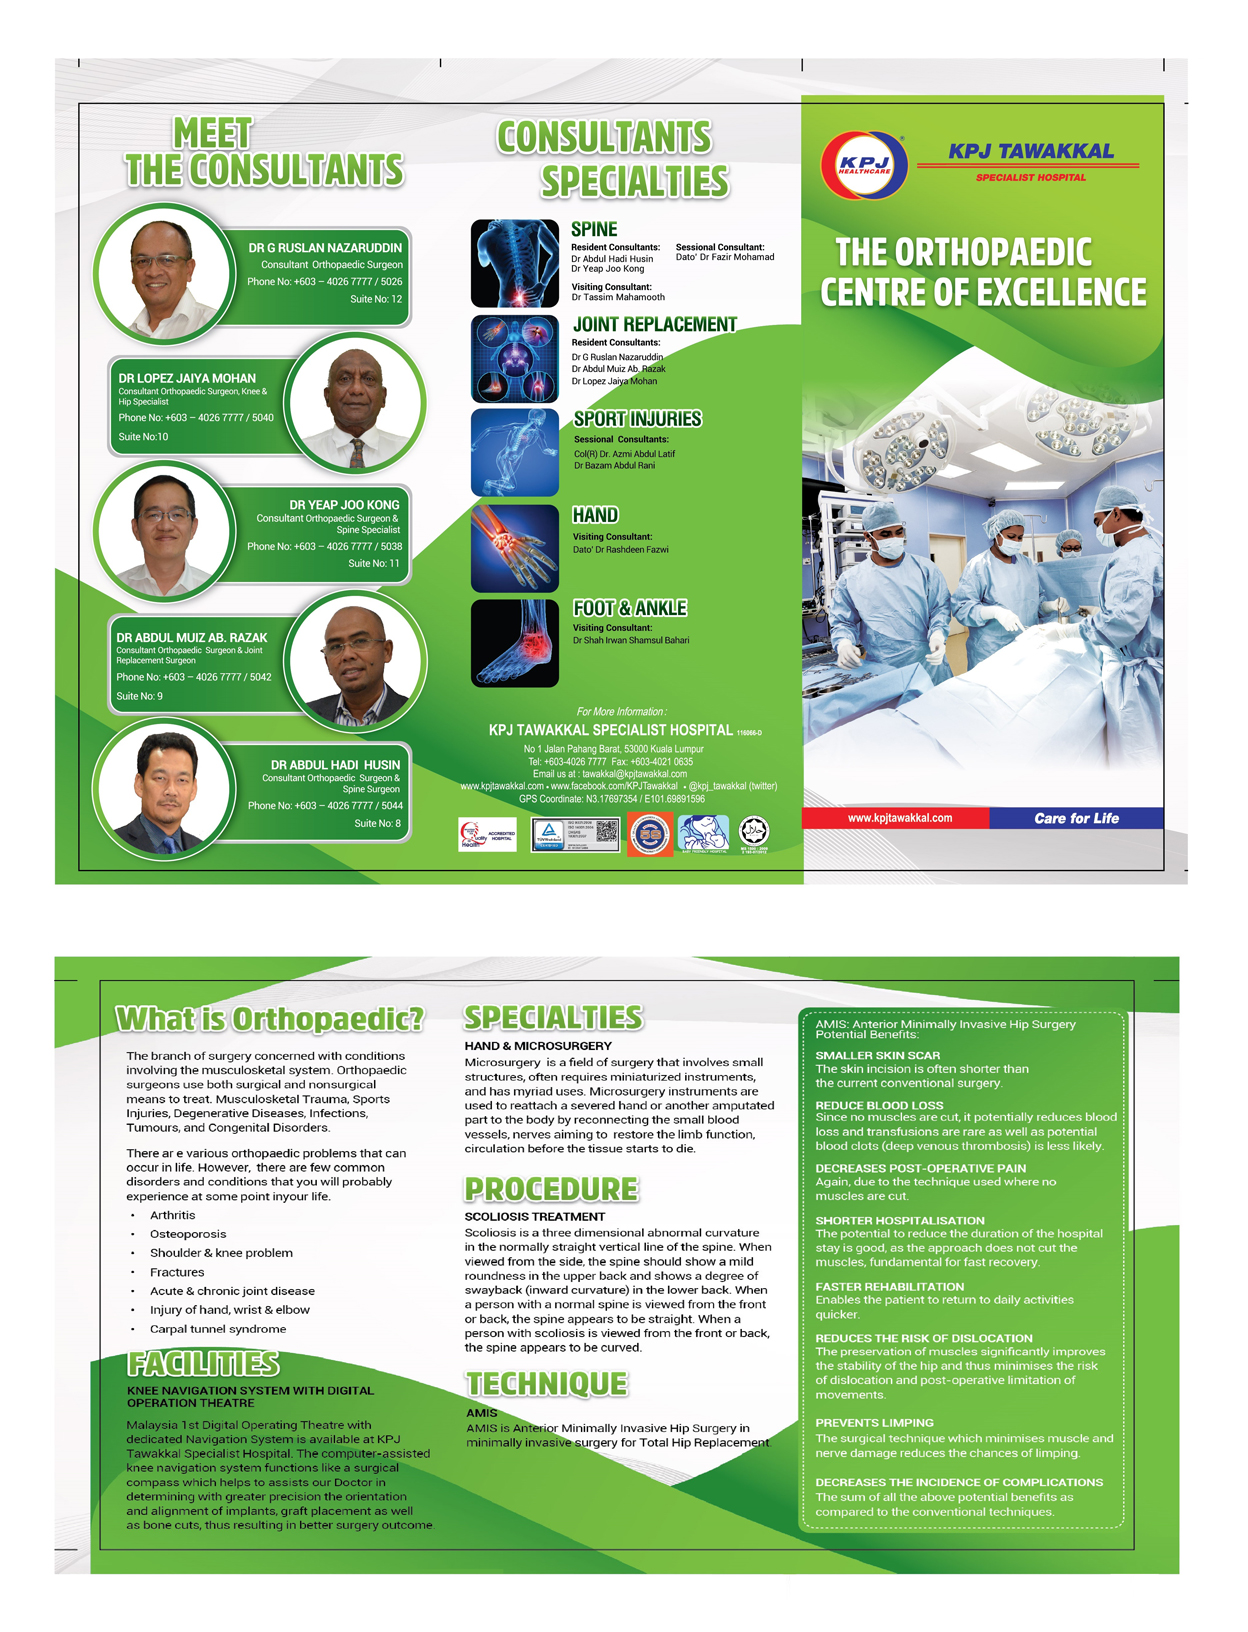 MEET
THE CONSULTANTS
DR G RUSLAN NAZARUDDIN
Consultant Orthopaedic Surgeon
Phone No: +603 – 4026 7777 / 5026
Suite No: 12
DR LOPEZ JAIYA MOHAN
Consultant Orthopaedic Surgeon, Knee &
Hip Specialist
Phone No: +603 – 4026 7777 / 5040
Suite No:10
DR YEAP JOO KONG
Consultant Orthopaedic Surgeon &
Spine Specialist
Phone No: +603 – 4026 7777 / 5038
Suite No: 11
DR ABDUL MUIZ AB. RAZAK
Consultant Orthopaedic Surgeon & Joint
Replacement Surgeon
Phone No: +603 – 4026 7777 / 5042
Suite No: 9
DR ABDUL HADI HUSIN
Consultant Orthopaedic Surgeon &
Spine Surgeon
Phone No: +603 – 4026 7777 / 5044
Suite No: 8
CONSULTANTS
SPECIALTIES
SPINE
Resident Consultants:
Dr Abdul Hadi Husin
Dr Yeap Joo Kong
Sessional Consultant:
Dato' Dr Fazir Mohamad
Visiting Consultant:
Dr Tassim Mahamooth
JOINT REPLACEMENT
Resident Consultants:
Dr G Ruslan Nazaruddin
Dr Abdul Muiz Ab. Razak
Dr Lopez Jaiya Mohan
SPORT INJURIES
Sessional Consultants:
Col(R) Dr. Azmi Abdul Latif
Dr Bazam Abdul Rani
HAND
Visiting Consultant:
Dato' Dr Rashdeen Fazwi
FOOT & ANKLE
Visiting Consultant:
Dr Shah Irwan Shamsul Bahari
For More Information :
KPJ TAWAKKAL SPECIALIST HOSPITAL 116066-D
No 1 Jalan Pahang Barat, 53000 Kuala Lumpur
Tel: +603-4026 7777 Fax: +603-4021 0635
Email us at : tawakal@kpjtawakkal.com
www.kpjtawakkal.com • www.facebook.com/KPJTawakkal • @kpj_tawakkal (twitter)
GPS Coordinate: N3.17697354 / E101.69891596
Quality
Health
ACCREDITED
HOSPITAL
KPJ
HEALTHCARE
®
KPJ TAWAKKAL
SPECIALIST HOSPITAL
THE ORTHOPAEDIC
CENTRE OF EXCELLENCE
www.kpjtawakkal.com
Care for Life
What is Orthopaedic?
The branch of surgery concerned with conditions
involving the musculosketal system. Orthopaedic
surgeons use both surgical and nonsurgical
means to treat. Musculosketal Trauma, Sports
Injuries, Degenerative Diseases, Infections,
Tumours, and Congenital Disorders.
There ar e various orthopaedic problems that can
occur in life. However, there are few common
disorders and conditions that you will probably
experience at some point inyour life.
• Arthritis
• Osteoporosis
• Shoulder & knee problem
• Fractures
• Acute & chronic joint disease
• Injury of hand, wrist & elbow
• Carpal tunnel syndrome
FACILITIES
KNEE NAVIGATION SYSTEM WITH DIGITAL
OPERATION THEATRE
Malaysia 1st Digital Operating Theatre with
dedicated Navigation System is available at KPJ
Tawakkal Specialist Hospital. The computer-assisted
knee navigation system functions like a surgical
compass which helps to assists our Doctor in
determining with greater precision the orientation
and alignment of implants, graft placement as well
as bone cuts, thus resulting in better surgery outcome.
SPECIALTIES
HAND & MICROSURGERY
Microsurgery is a field of surgery that involves small
structures, often requires miniaturized instruments,
and has myriad uses. Microsurgery instruments are
used to reattach a severed hand or another amputated
part to the body by reconnecting the small blood
vessels, nerves aiming to restore the limb function,
circulation before the tissue starts to die.
PROCEDURE
SCOLIOSIS TREATMENT
Scoliosis is a three dimensional abnormal curvature
in the normally straight vertical line of the spine. When
viewed from the side, the spine should show a mild
roundness in the upper back and shows a degree of
swayback (inward curvature) in the lower back. When
a person with a normal spine is viewed from the front
or back, the spine appears to be straight. When a
person with scoliosis is viewed from the front or back,
the spine appears to be curved.
TECHNIQUE
AMIS
AMIS is Anterior Minimally Invasive Hip Surgery in
minimally invasive surgery for Total Hip Replacement.
AMIS: Anterior Minimally Invasive Hip Surgery
Potential Benefits:
SMALLER SKIN SCAR
The skin incision is often shorter than
the current conventional surgery.
REDUCE BLOOD LOSS
Since no muscles are cut, it potentially reduces blood
loss and transfusions are rare as well as potential
blood clots (deep venous thrombosis) is less likely.
DECREASES POST-OPERATIVE PAIN
Again, due to the technique used where no
muscles are cut.
SHORTER HOSPITALISATION
The potential to reduce the duration of the hospital
stay is good, as the approach does not cut the
muscles, fundamental for fast recovery.
FASTER REHABILITATION
Enables the patient to return to daily activities
quicker.
REDUCES THE RISK OF DISLOCATION
The preservation of muscles significantly improves
the stability of the hip and thus minimises the risk
of dislocation and post-operative limitation of
movements.
PREVENTS LIMPING
The surgical technique which minimises muscle and
nerve damage reduces the chances of limping.
DECREASES THE INCIDENCE OF COMPLICATIONS
The sum of all the above potential benefits as
compared to the conventional techniques.